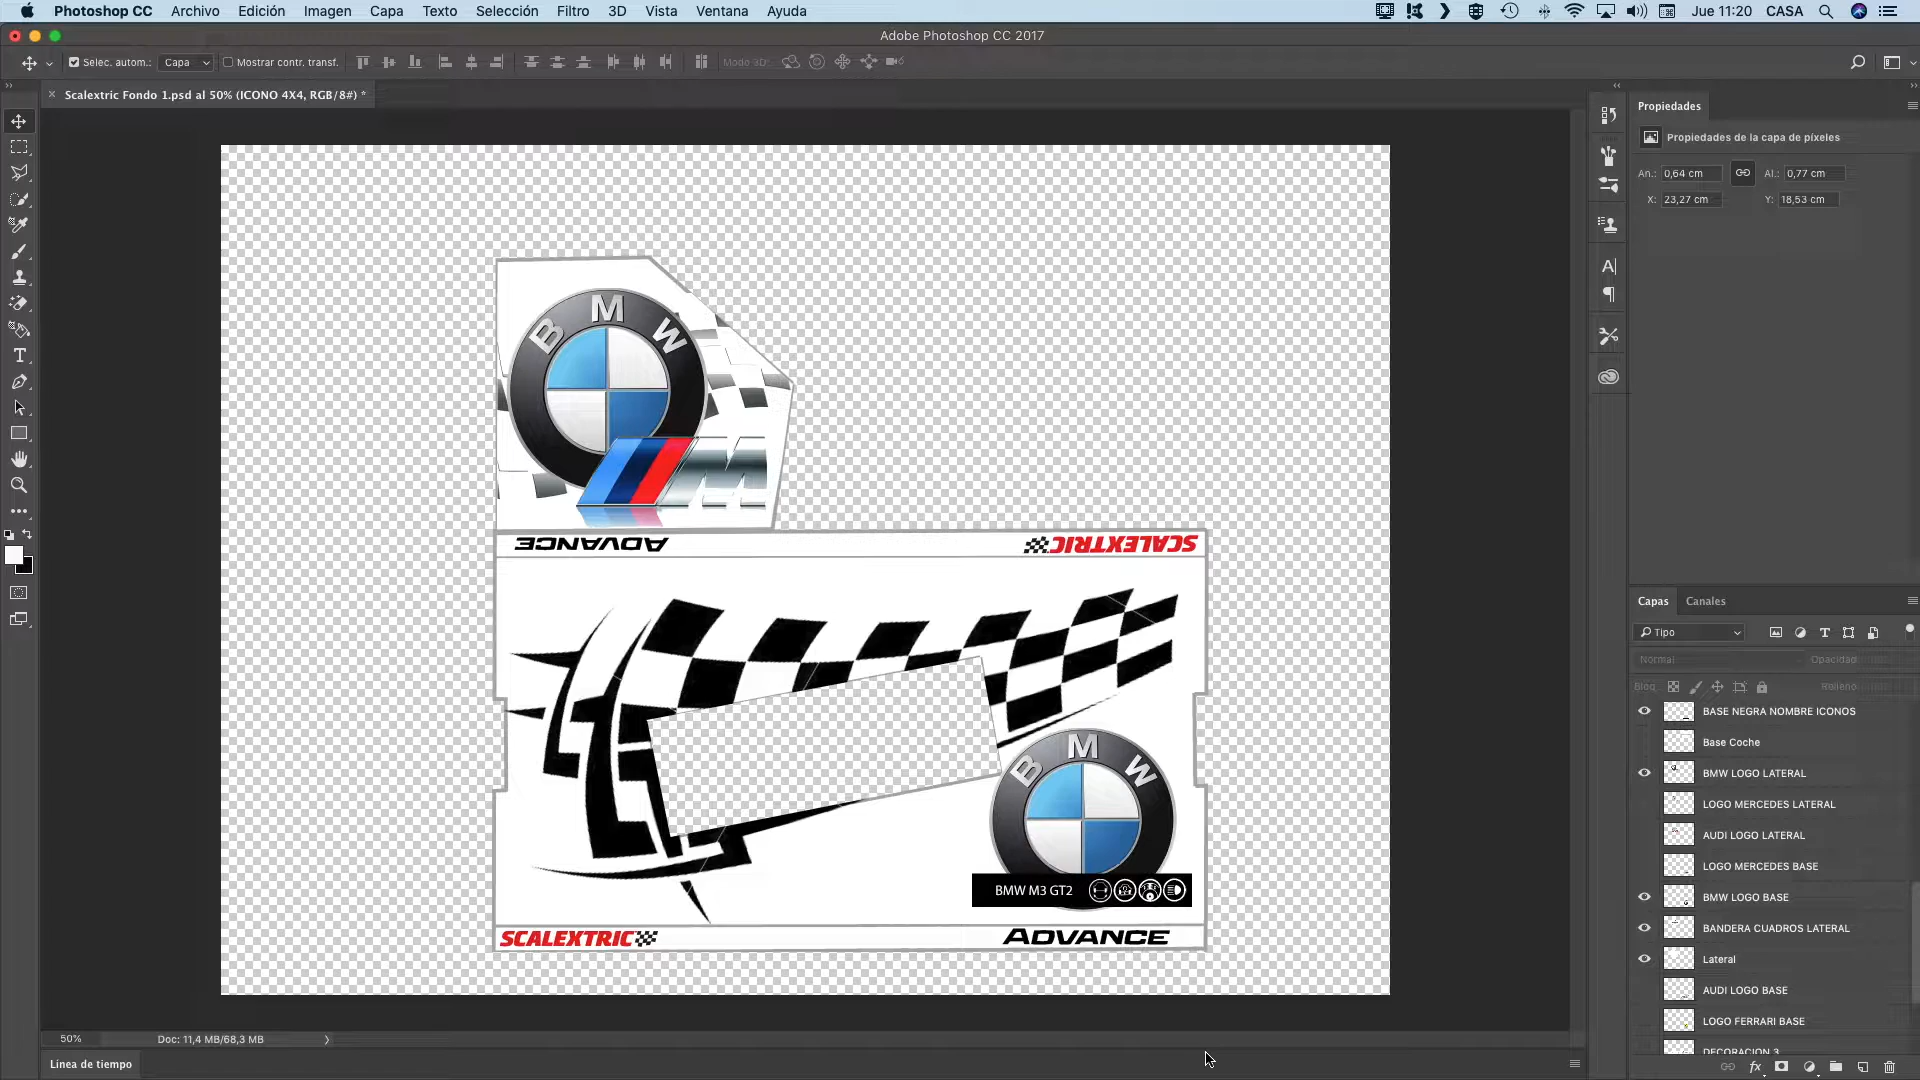 Photoshop CC Archivo Edición Imagen Capa Texto Selección Filtro 3D Vista Ventana Ayuda Jue 11:20 CASA
Adobe Photoshop CC 2017
Selec. autom.: Capa Mostrar contr. transf. Modo 3D:
Scalextric Fondo 1.psd al 50% (ICONO 4X4, RGB/8#) *
Propiedades
Propiedades de la capa de píxeles
An.: 0,64 cm Al.: 0,77 cm
X: 23,27 cm Y: 18,53 cm
BMW
M
ADVANCE SCALEXTRIC
BMW
BMW M3 GT2
SCALEXTRIC ADVANCE
Capas Canales
Tipo
Normal Opacidad
Bloq. Relleno
BASE NEGRA NOMBRE ICONOS
Base Coche
BMW LOGO LATERAL
LOGO MERCEDES LATERAL
AUDI LOGO LATERAL
LOGO MERCEDES BASE
BMW LOGO BASE
BANDERA CUADROS LATERAL
Lateral
AUDI LOGO BASE
LOGO FERRARI BASE
DECORACION 3
50% Doc: 11,4 MB/68,3 MB
Línea de tiempo